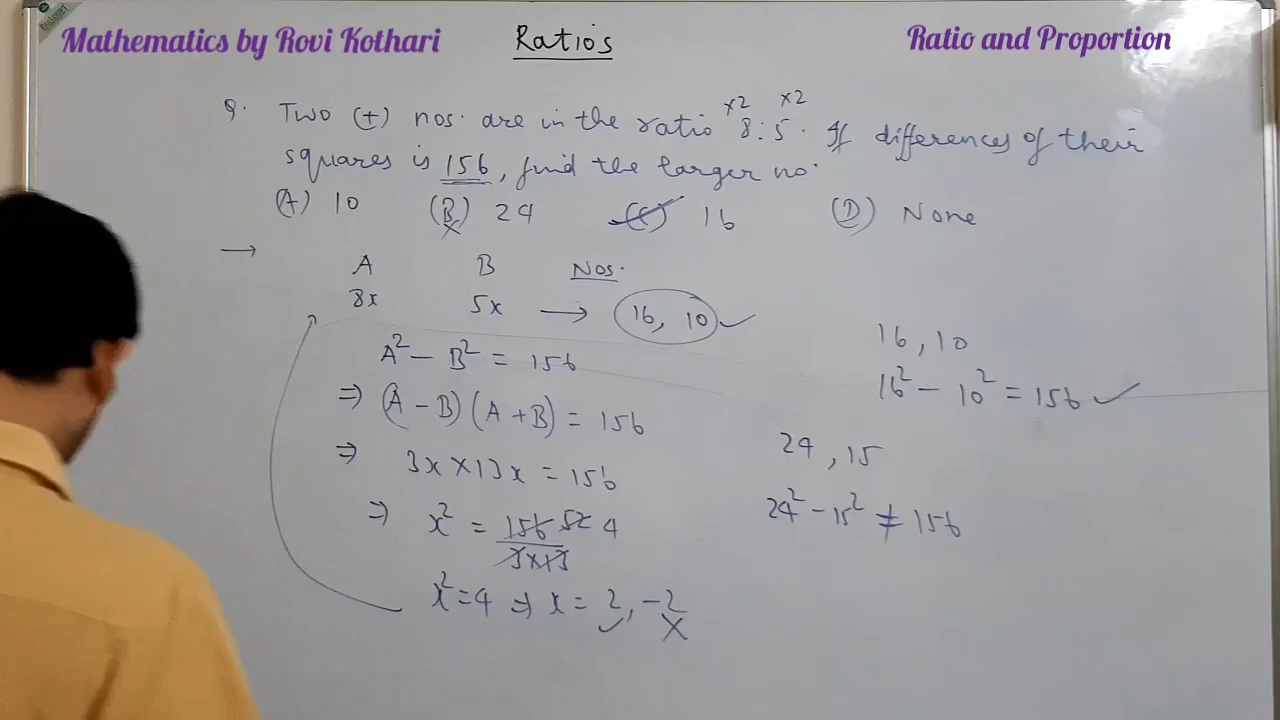 Mathematics by Rovi Kothari
Ratios
Ratio and Proportion
×2 ×2
Q. Two (+) nos. are in the ratio 8:5. If differences of their
squares is 156, find the larger no.
(A) 10 (B) 24 (C) 16 (D) None
→
A B Nos.
8x 5x → 16, 10 ✓
A² - B² = 156
⇒ (A - B) (A + B) = 156
⇒ 3x × 13x = 156
⇒ x² = 156 52 4
3×13
x² = 4 ⇒ x = 2, -2
✓ ×
16, 10
16² - 10² = 156 ✓
24, 15
24² - 15² ≠ 156